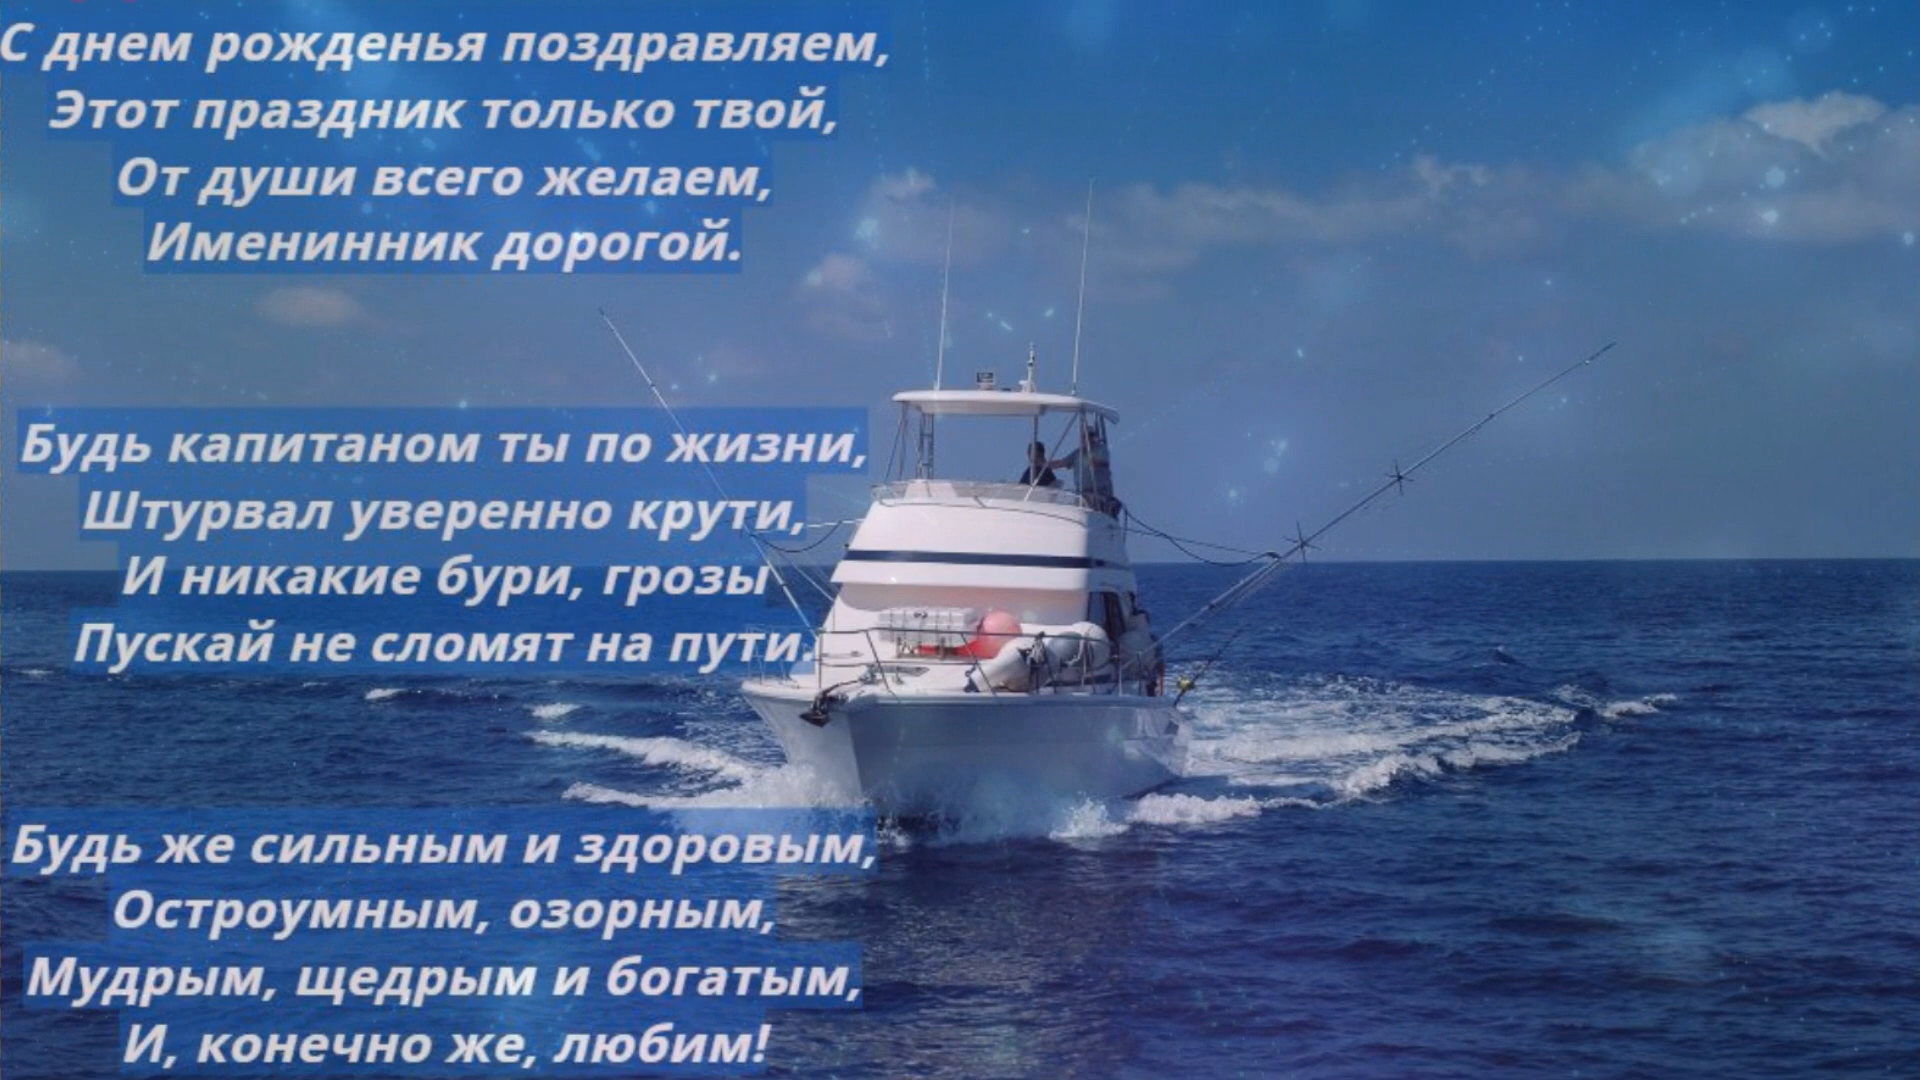 С днем рожденья поздравляем,
Этот праздник только твой,
От души всего желаем,
Именинник дорогой.
Будь капитаном ты по жизни,
Штурвал уверенно крути,
И никакие бури, грозы
Пускай не сломят на пути.
Будь же сильным и здоровым,
Остроумным, озорным,
Мудрым, щедрым и богатым,
И, конечно же, любим!